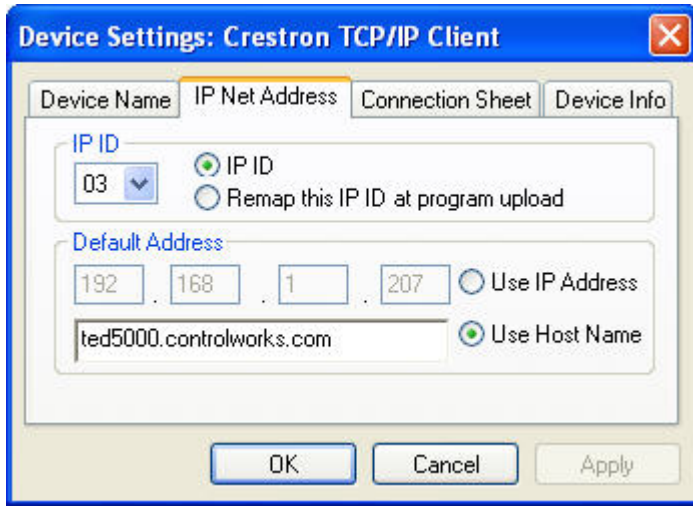 Device Settings: Crestron TCP/IP Client
Device Name IP Net Address Connection Sheet Device Info
IP ID
03 IP ID
Remap this IP ID at program upload
Default Address
192 . 168 . 1 . 207 Use IP Address
ted5000.controlworks.com Use Host Name
OK Cancel Apply